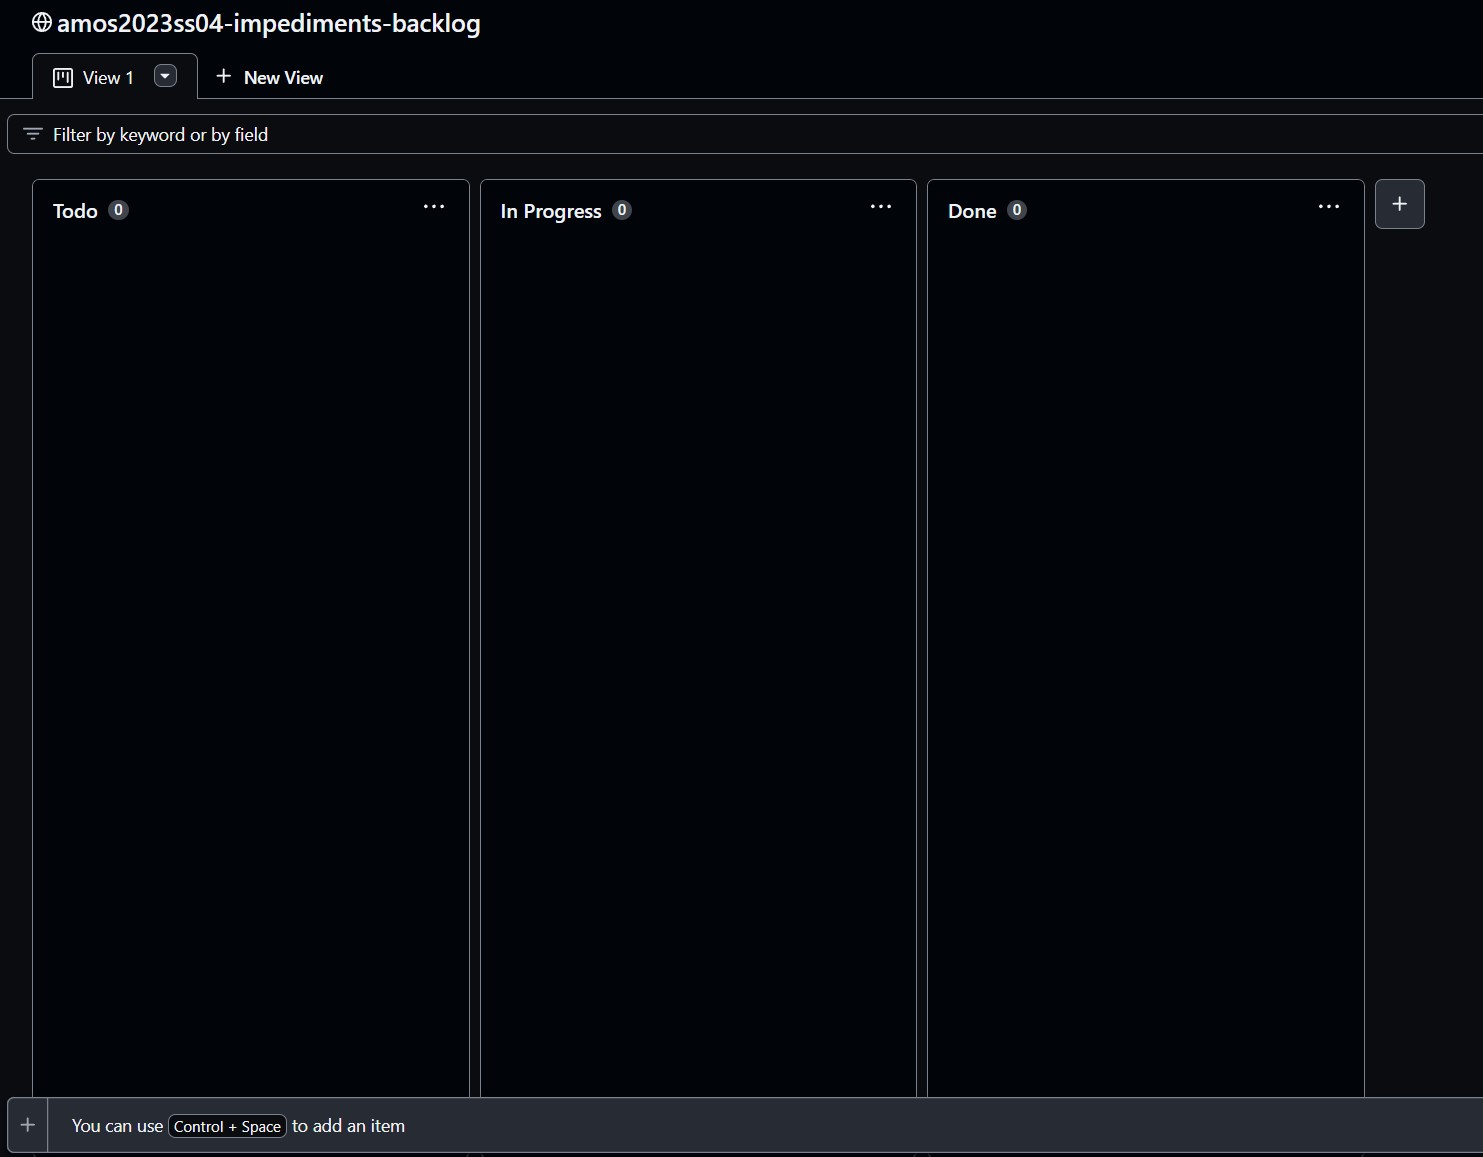 amos2023ss04-impediments-backlog
View 1
New View
Filter by keyword or by field
Todo 0
In Progress 0
Done 0
You can use Control + Space to add an item